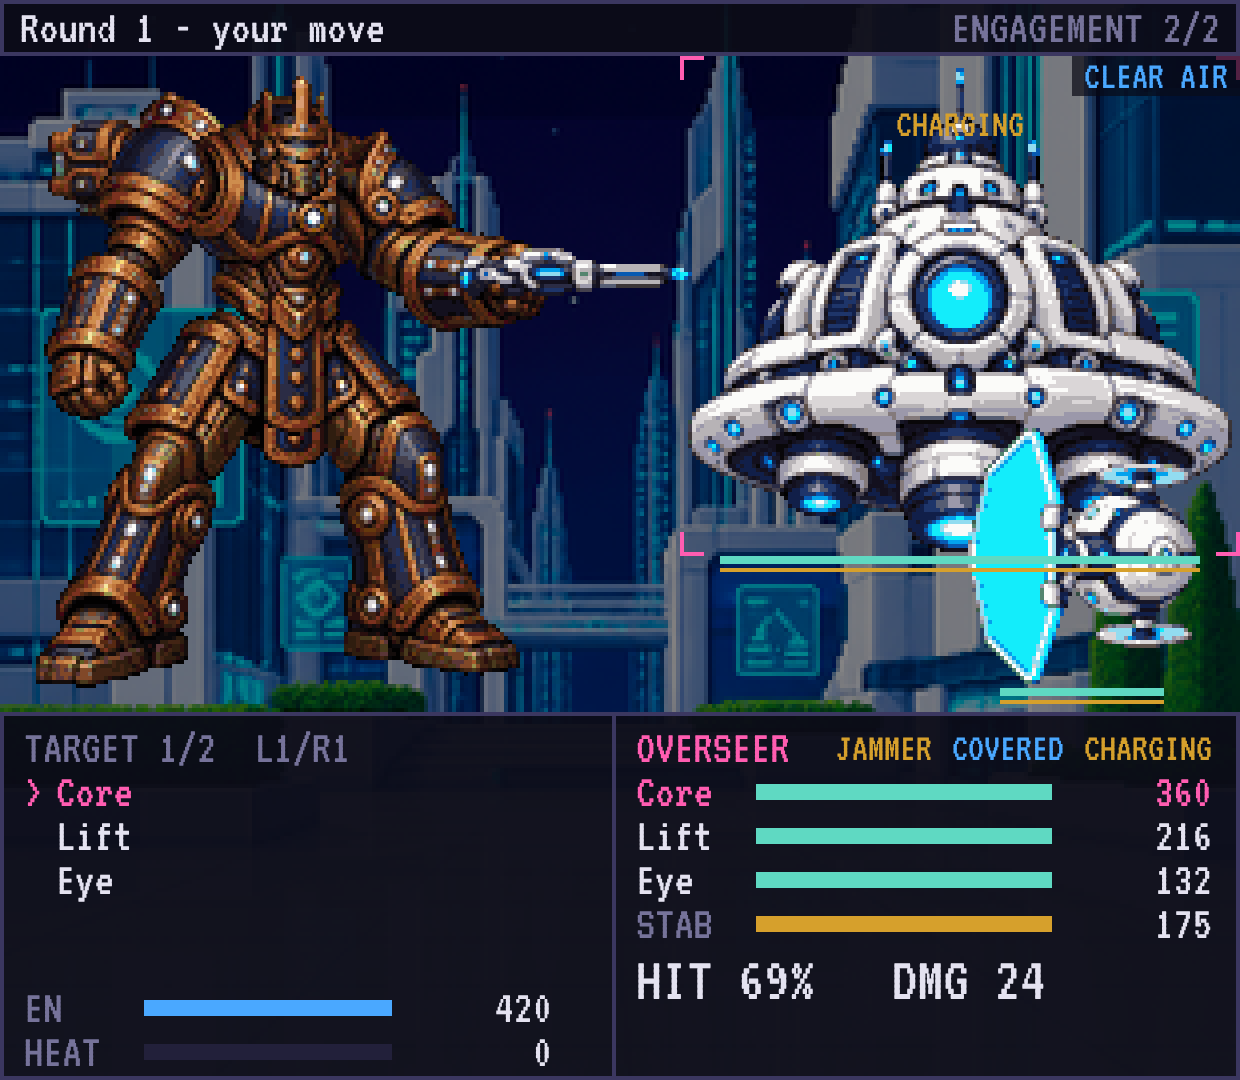 Round 1 - your move
ENGAGEMENT 2/2
CLEAR AIR
CHARGING
TARGET 1/2 L1/R1
> Core
Lift
Eye
EN 420
HEAT 0
OVERSEER JAMMER COVERED CHARGING
Core 360
Lift 216
Eye 132
STAB 175
HIT 69% DMG 24